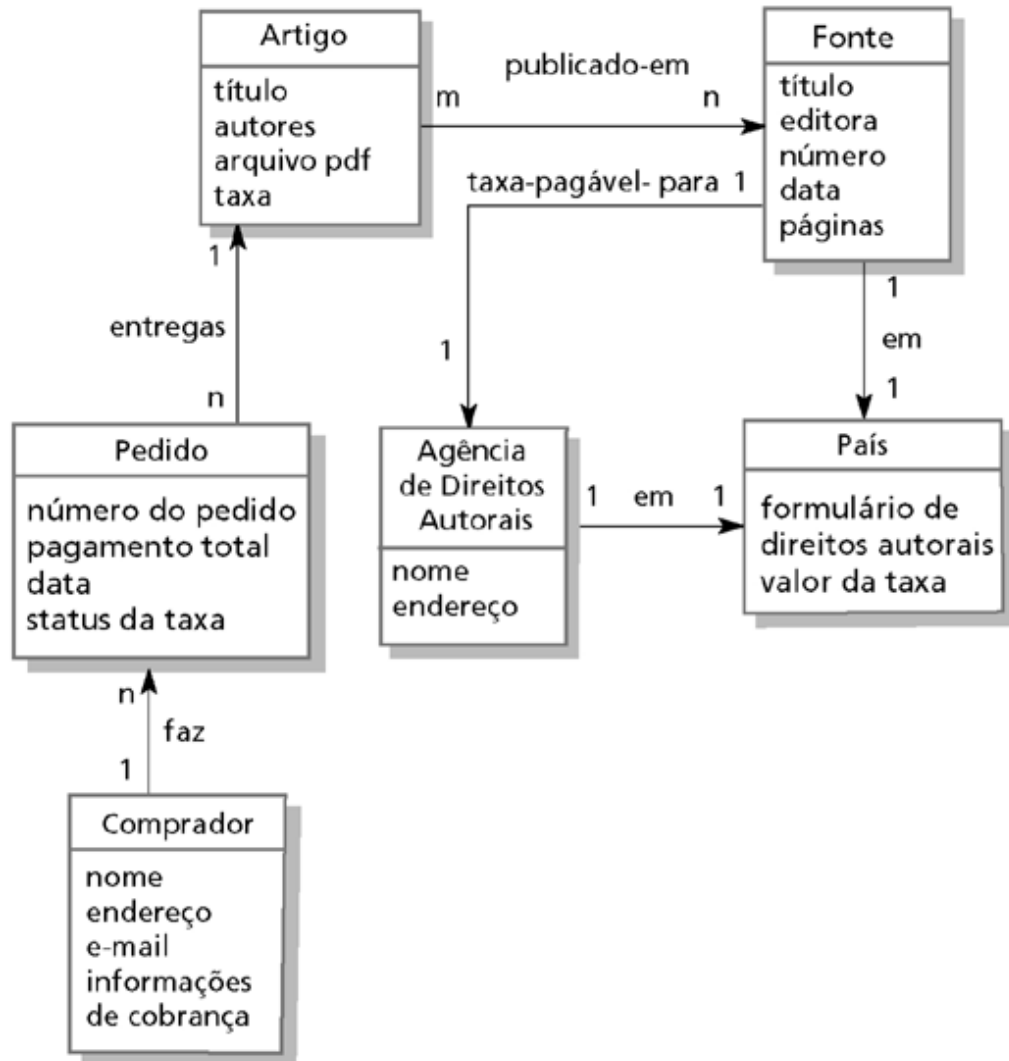 Artigo
título
autores
arquivo pdf
taxa
publicado-em
m
n
Fonte
título
editora
número
data
páginas
taxa-pagável- para 1
1
1
em
1
1
entregas
n
Pedido
número do pedido
pagamento total
data
status da taxa
Agência
de Direitos
Autorais
nome
endereço
1 em 1
País
formulário de
direitos autorais
valor da taxa
n
faz
1
Comprador
nome
endereço
e-mail
informações
de cobrança